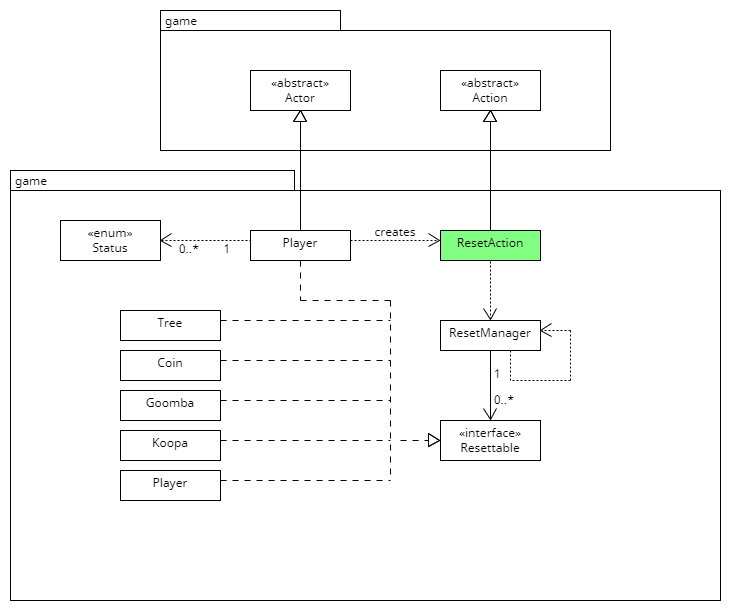 game
«abstract»
Actor
«abstract»
Action
game
«enum»
Status
0..*
1
Player
creates
ResetAction
Tree
ResetManager
Coin
1
Goomba
0..*
Koopa
«interface»
Resettable
Player